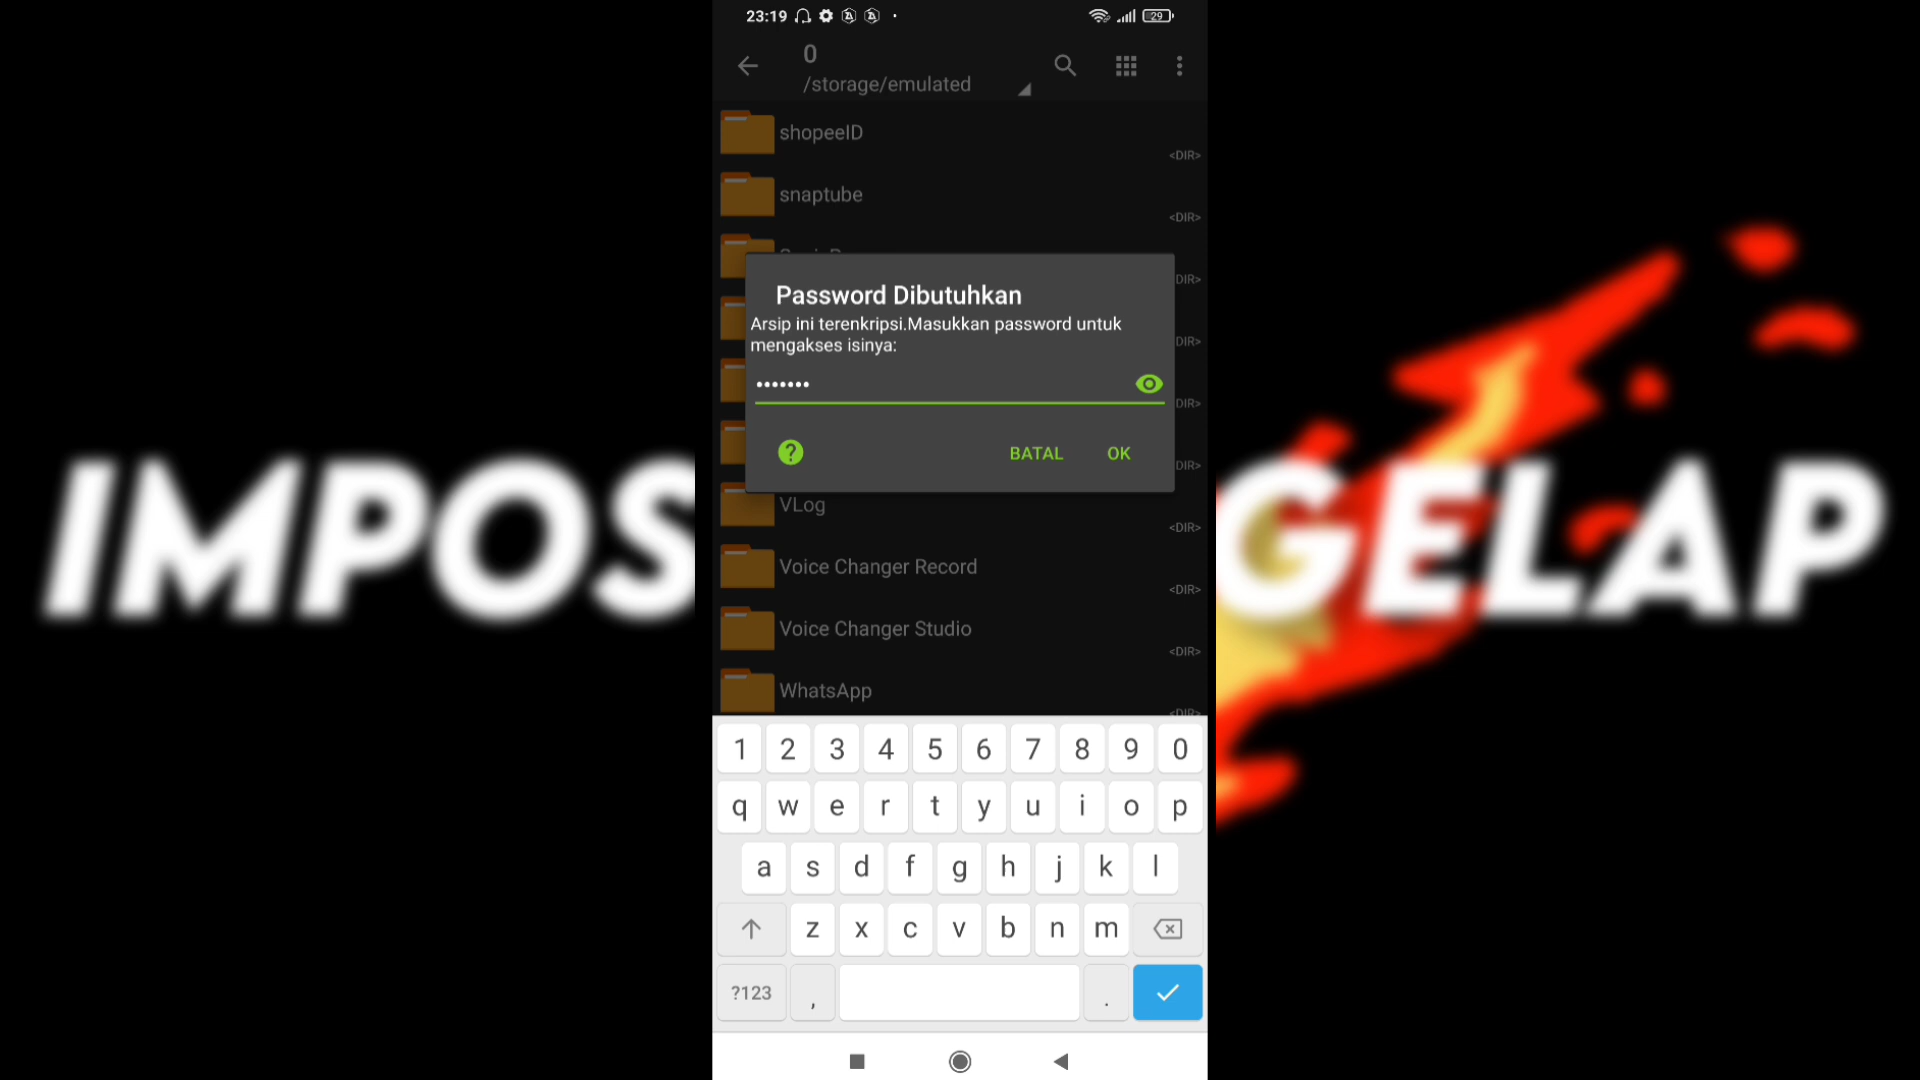 23:19
29
0
/storage/emulated
shopeeID
<DIR>
snaptube
<DIR>
DIR>
Password Dibutuhkan
Arsip ini terenkripsi.Masukkan password untuk
mengakses isinya:
DIR>
•••••••
DIR>
BATAL OK
DIR>
IMPOS
GELAP
VLog
<DIR>
Voice Changer Record
<DIR>
Voice Changer Studio
<DIR>
WhatsApp
<DIR>
1 2 3 4 5 6 7 8 9 0
q w e r t y u i o p
a s d f g h j k l
z x c v b n m
?123 , .